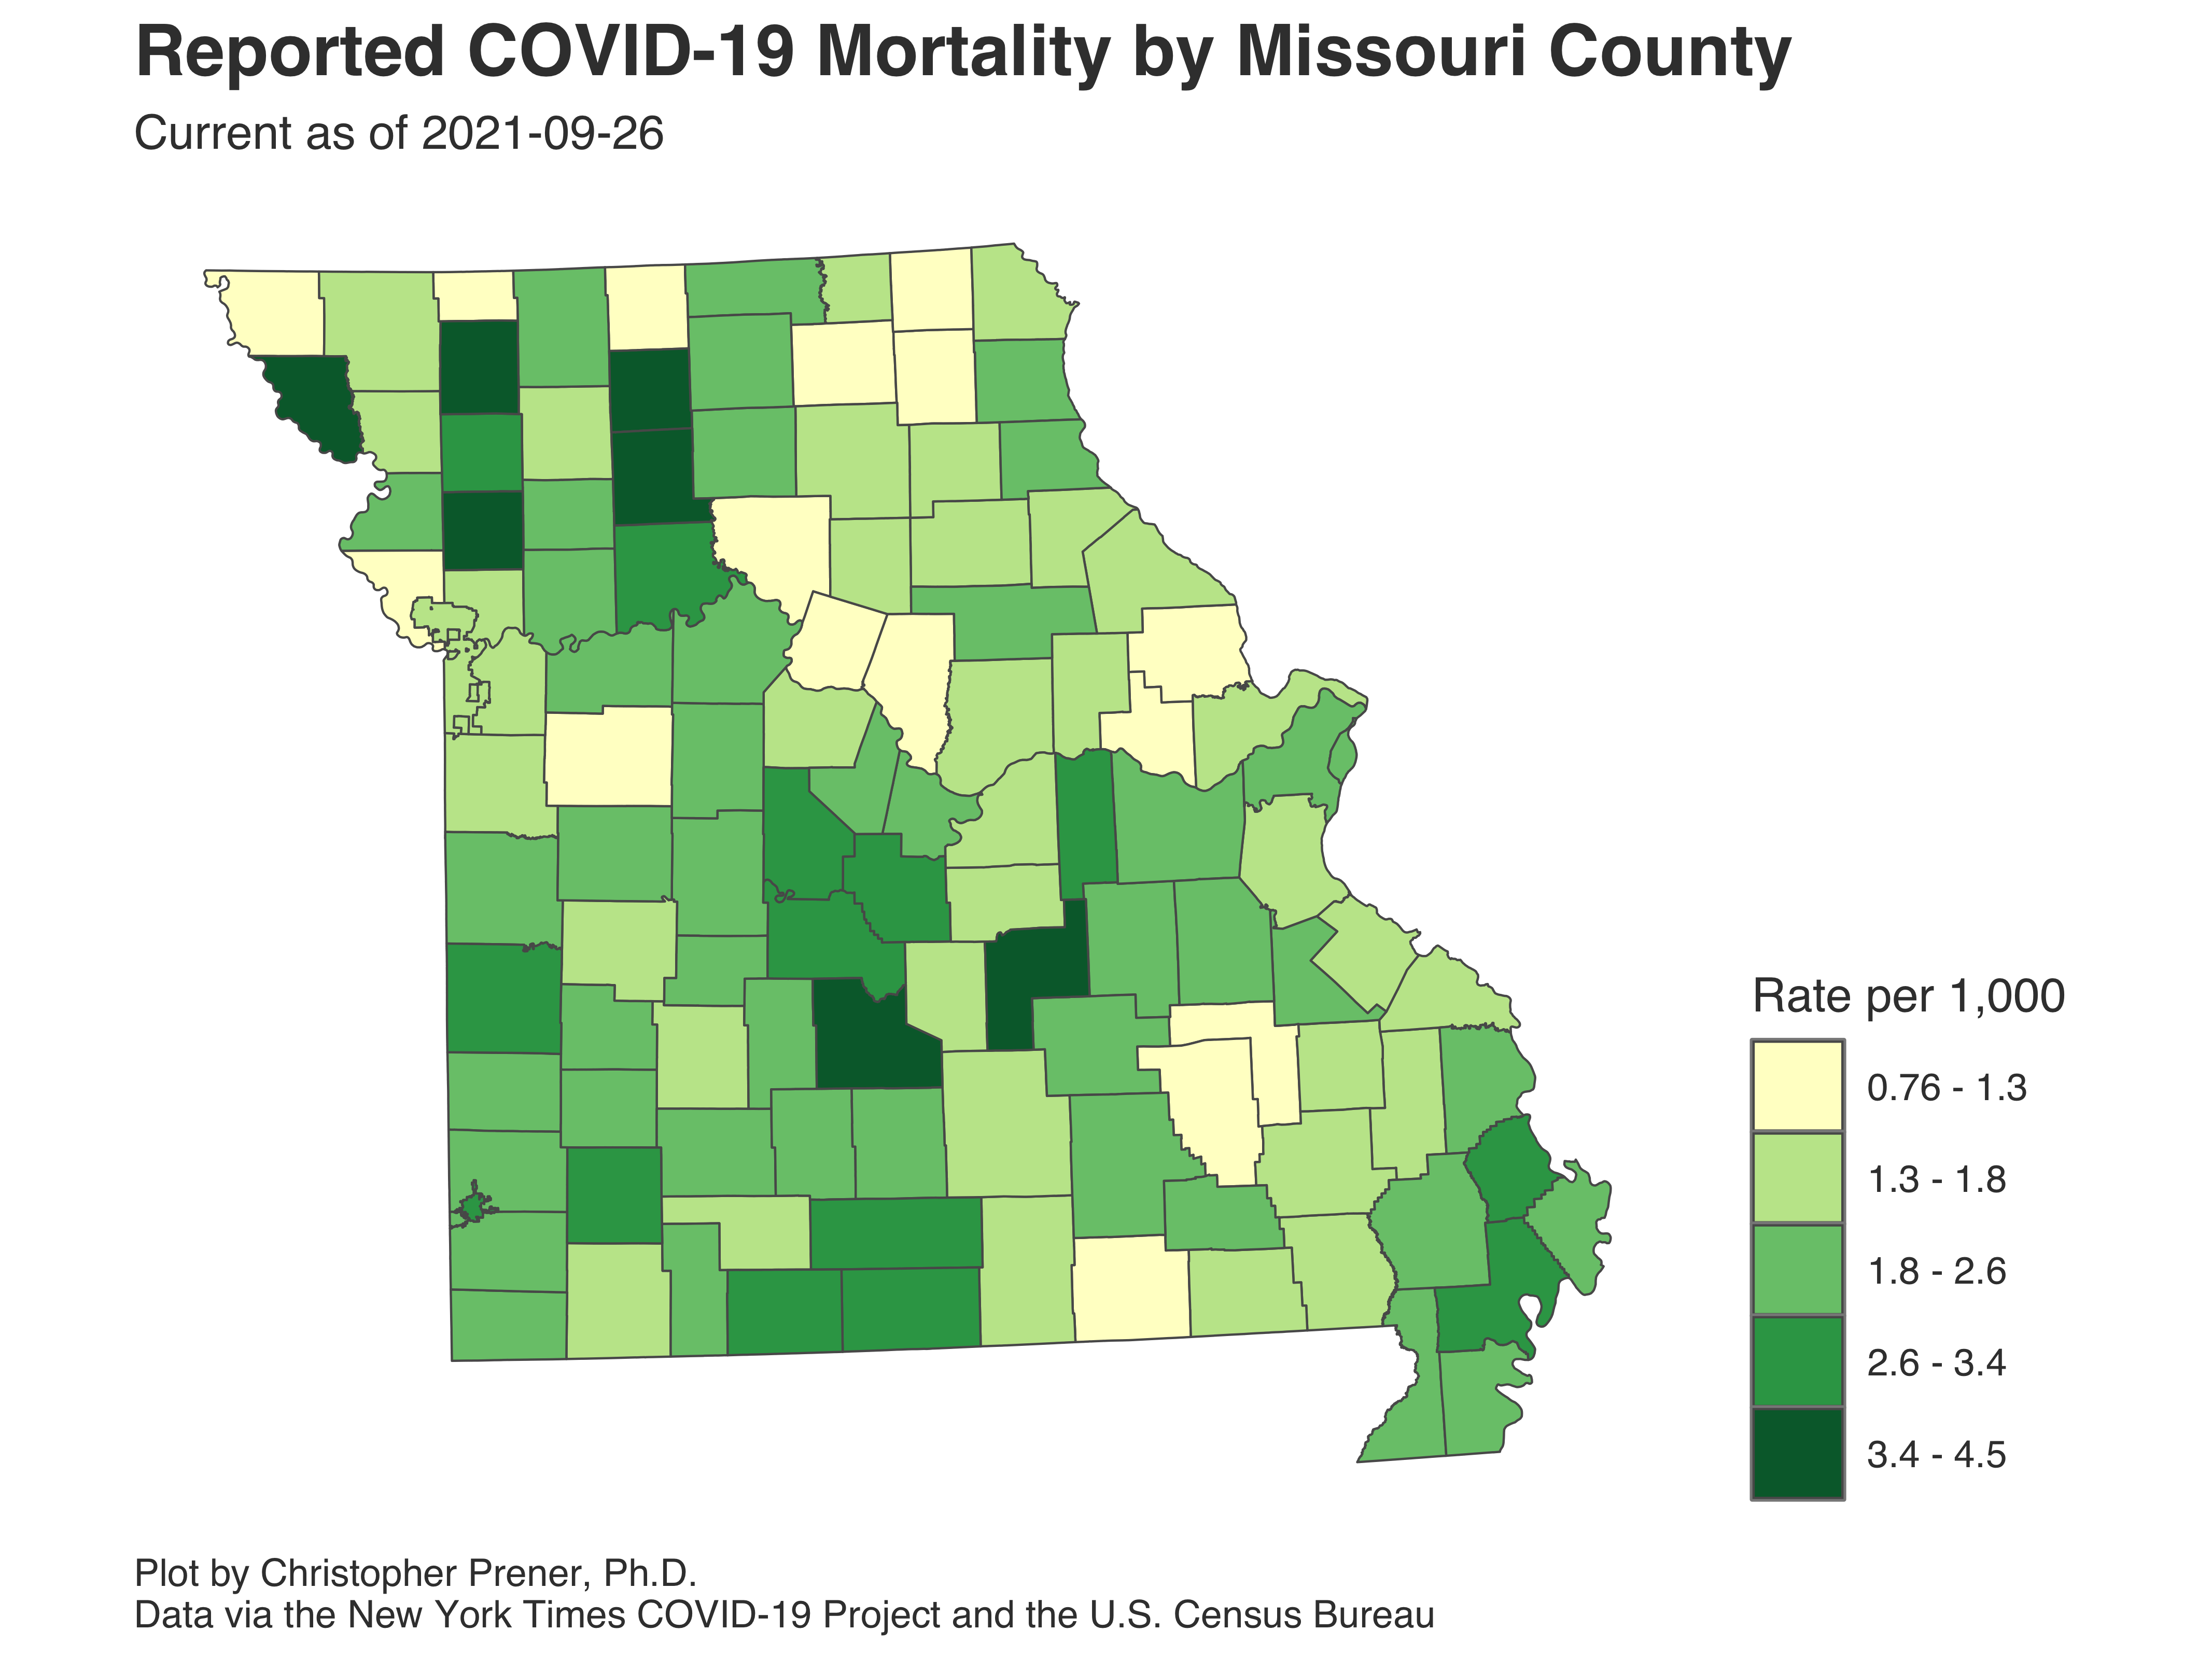 Reported COVID-19 Mortality by Missouri County
Current as of 2021-09-26
Rate per 1,000
0.76 - 1.3
1.3 - 1.8
1.8 - 2.6
2.6 - 3.4
3.4 - 4.5
Plot by Christopher Prener, Ph.D.
Data via the New York Times COVID-19 Project and the U.S. Census Bureau